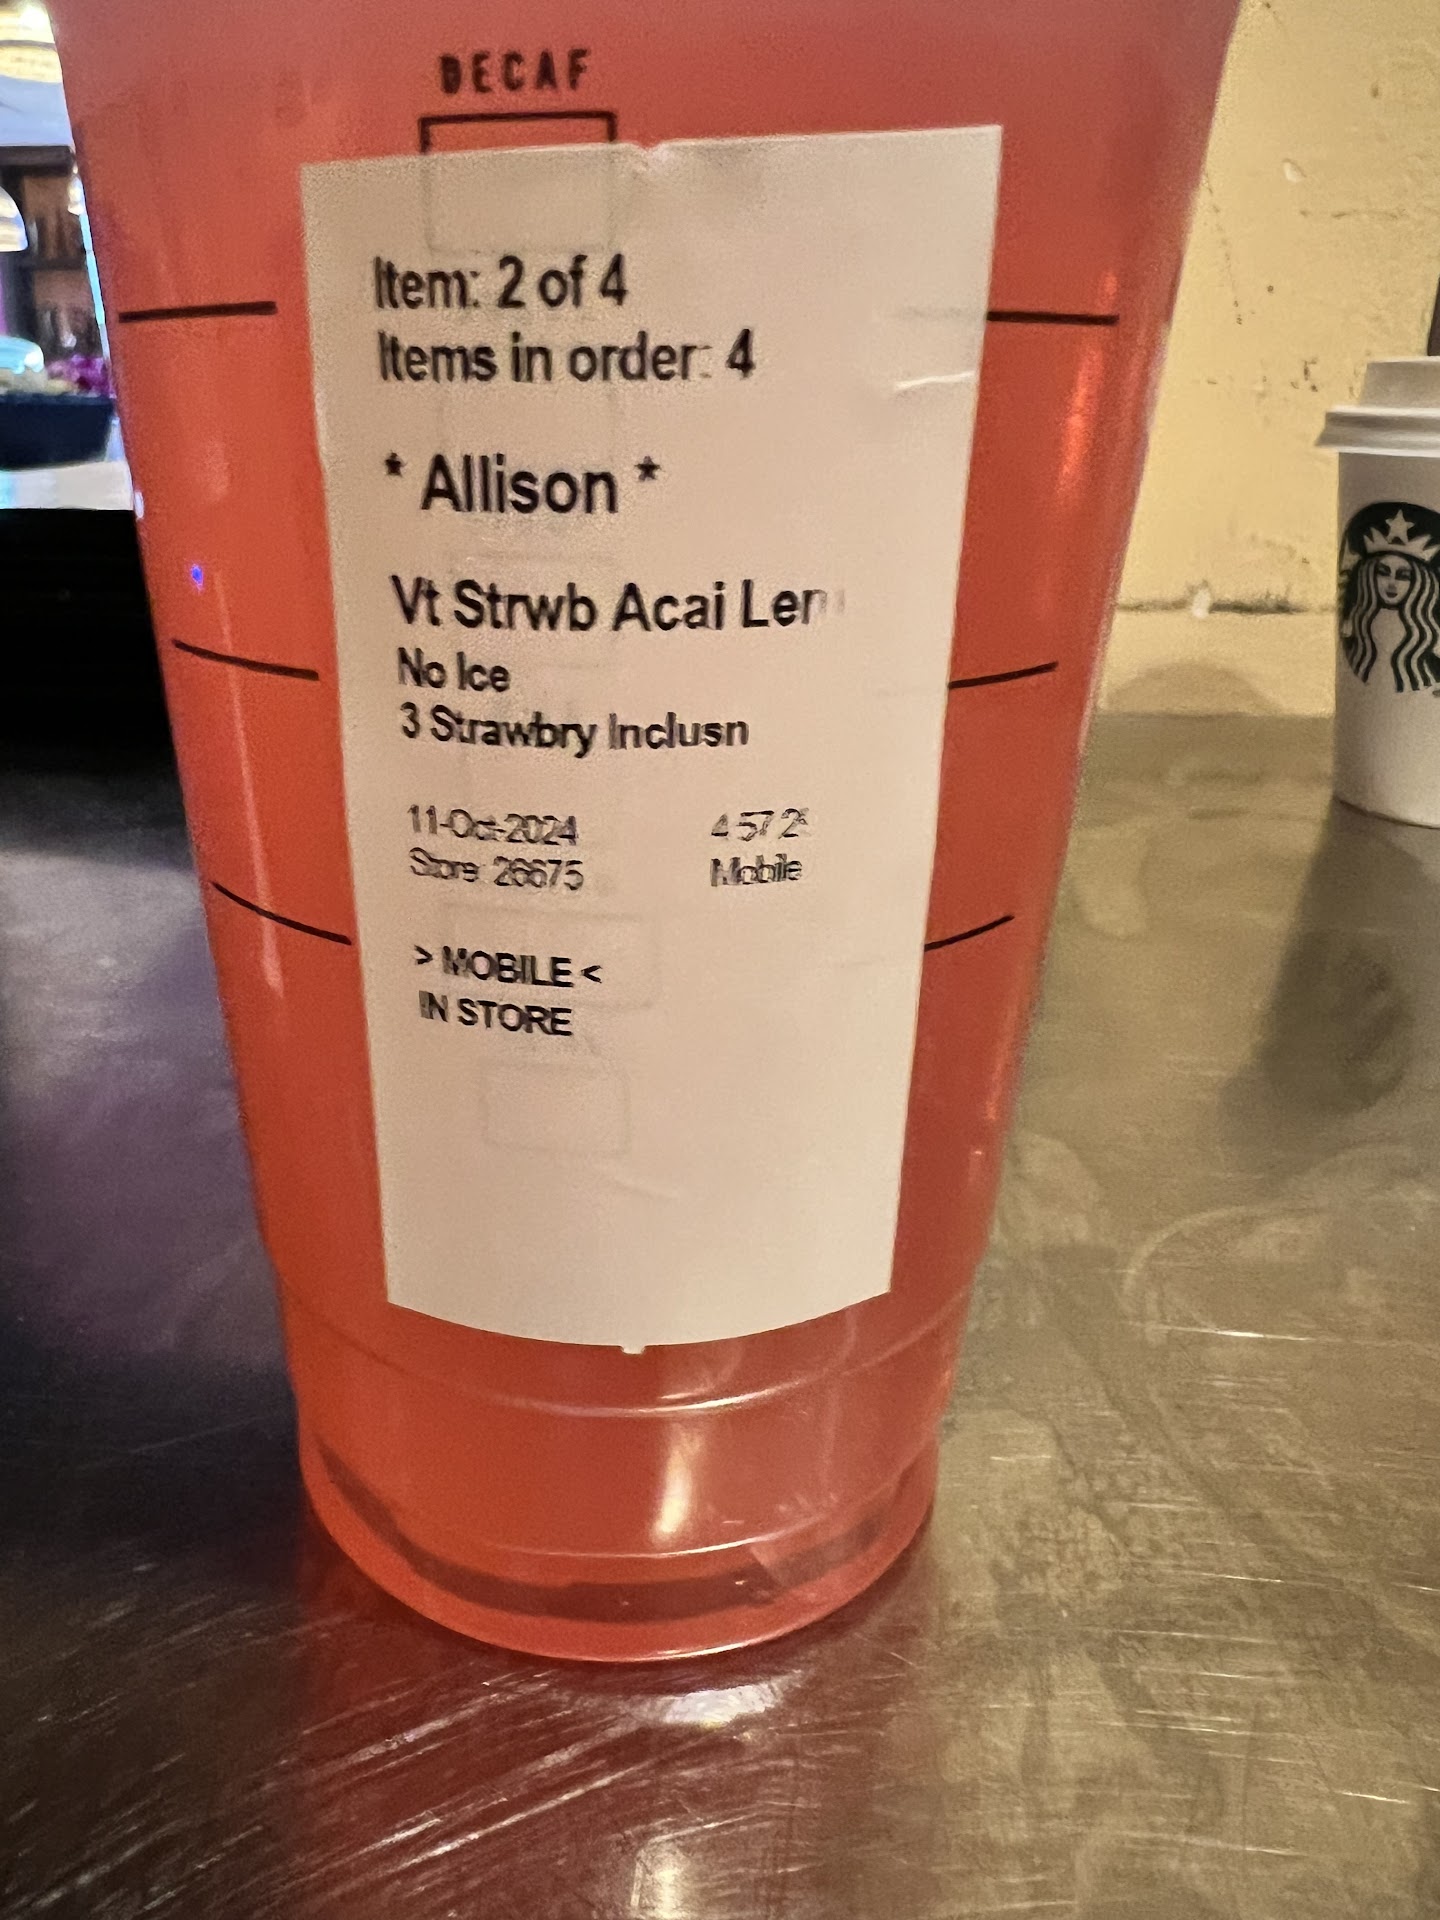 DECAF
Item: 2 of 4
Items in order: 4
* Allison *
Vt Strwb Acai
No Ice
3 Strawbry Inclusn
11-Oct-2024
Store: 26675 Mobile
> MOBILE <
IN STORE